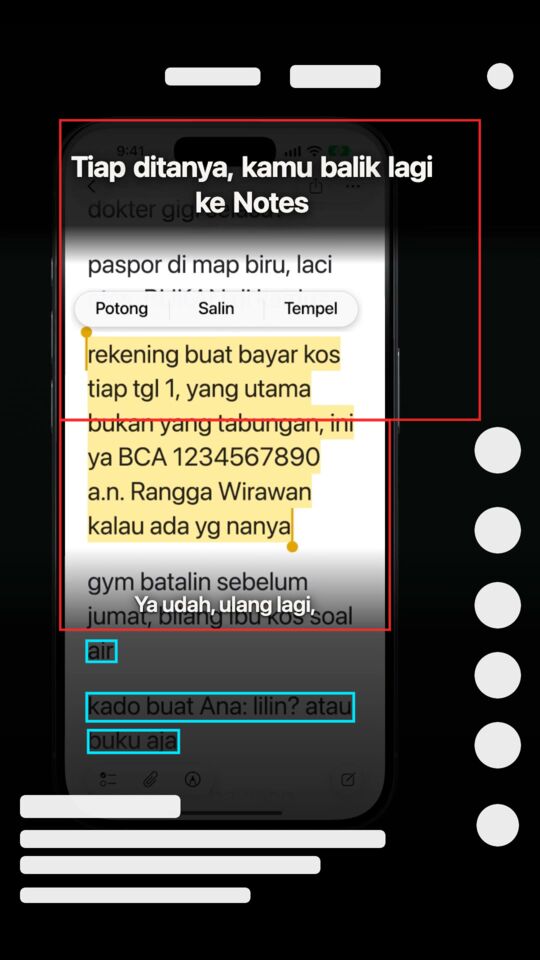 9:41
Tiap ditanya, kamu balik lagi
ke Notes
dokter gigi
paspor di map biru, laci
Potong
Salin
Tempel
rekening buat bayar kos
tiap tgl 1, yang utama
bukan yang tabungan, ini
ya BCA 1234567890
a.n. Rangga Wirawan
kalau ada yg nanya
gym batalin sebelum
Ya udah, ulang lagi,
jumat, bilang ibu kos soal
air
kado buat Ana: lilin? atau
buku aja